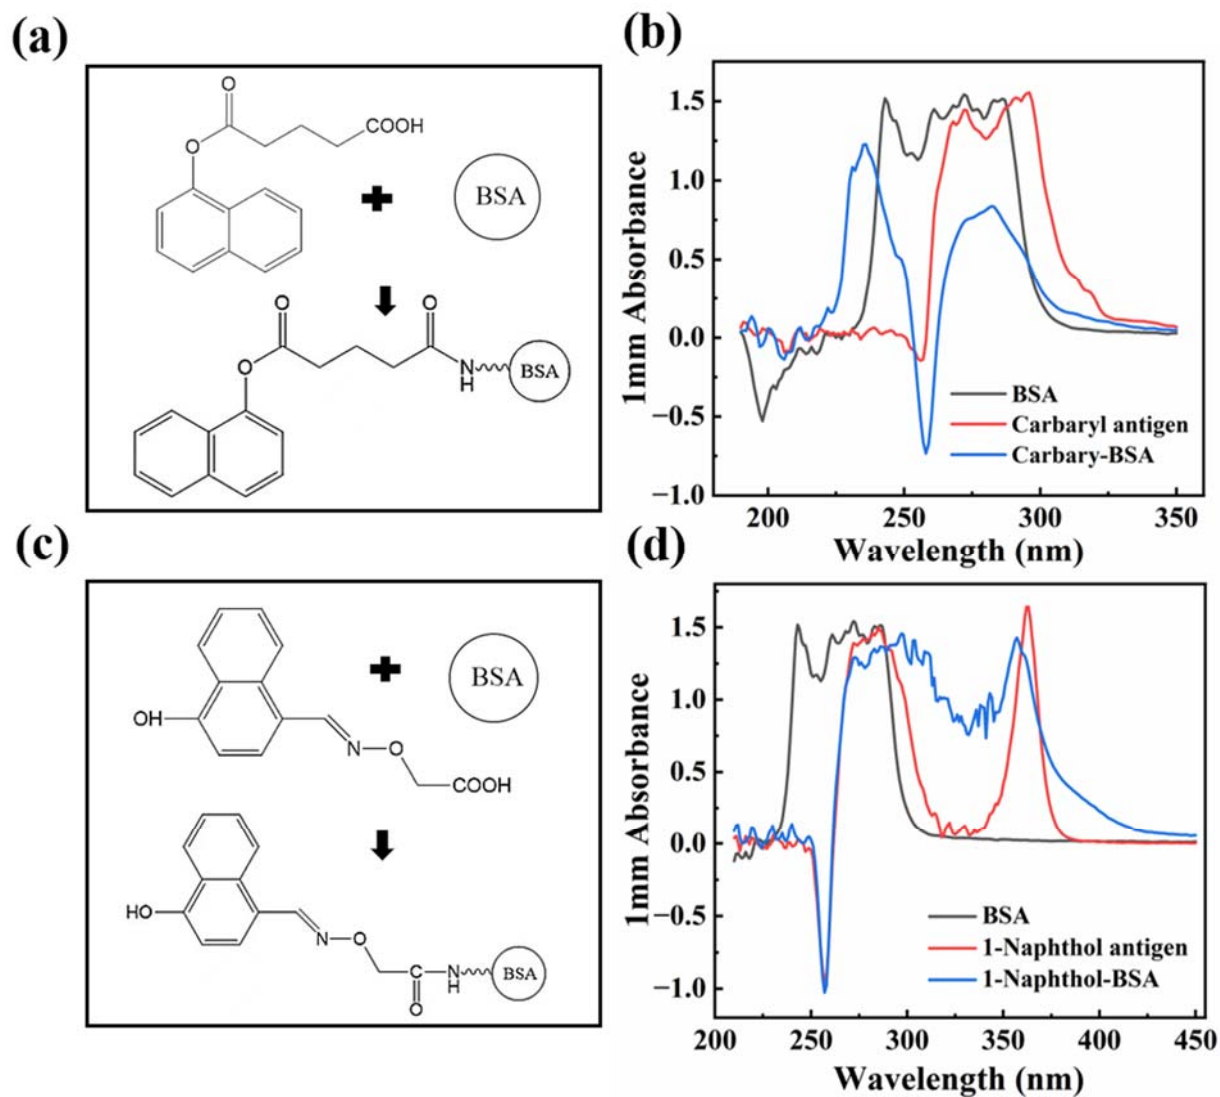 (a)
O
COOH
O
BSA
O
O
O
N
H
BSA
(b)
1.5
1.0
0.5
0.0
−0.5
−1.0
1mm Absorbance
BSA
Carbaryl antigen
Carbary-BSA
200 250 300 350
Wavelength (nm)
(c)
OH
N
O
COOH
BSA
HO
N
O
C
N
H
O
BSA
(d)
1.5
1.0
0.5
0.0
−0.5
−1.0
1mm Absorbance
BSA
1-Naphthol antigen
1-Naphthol-BSA
200 250 300 350 400 450
Wavelength (nm)